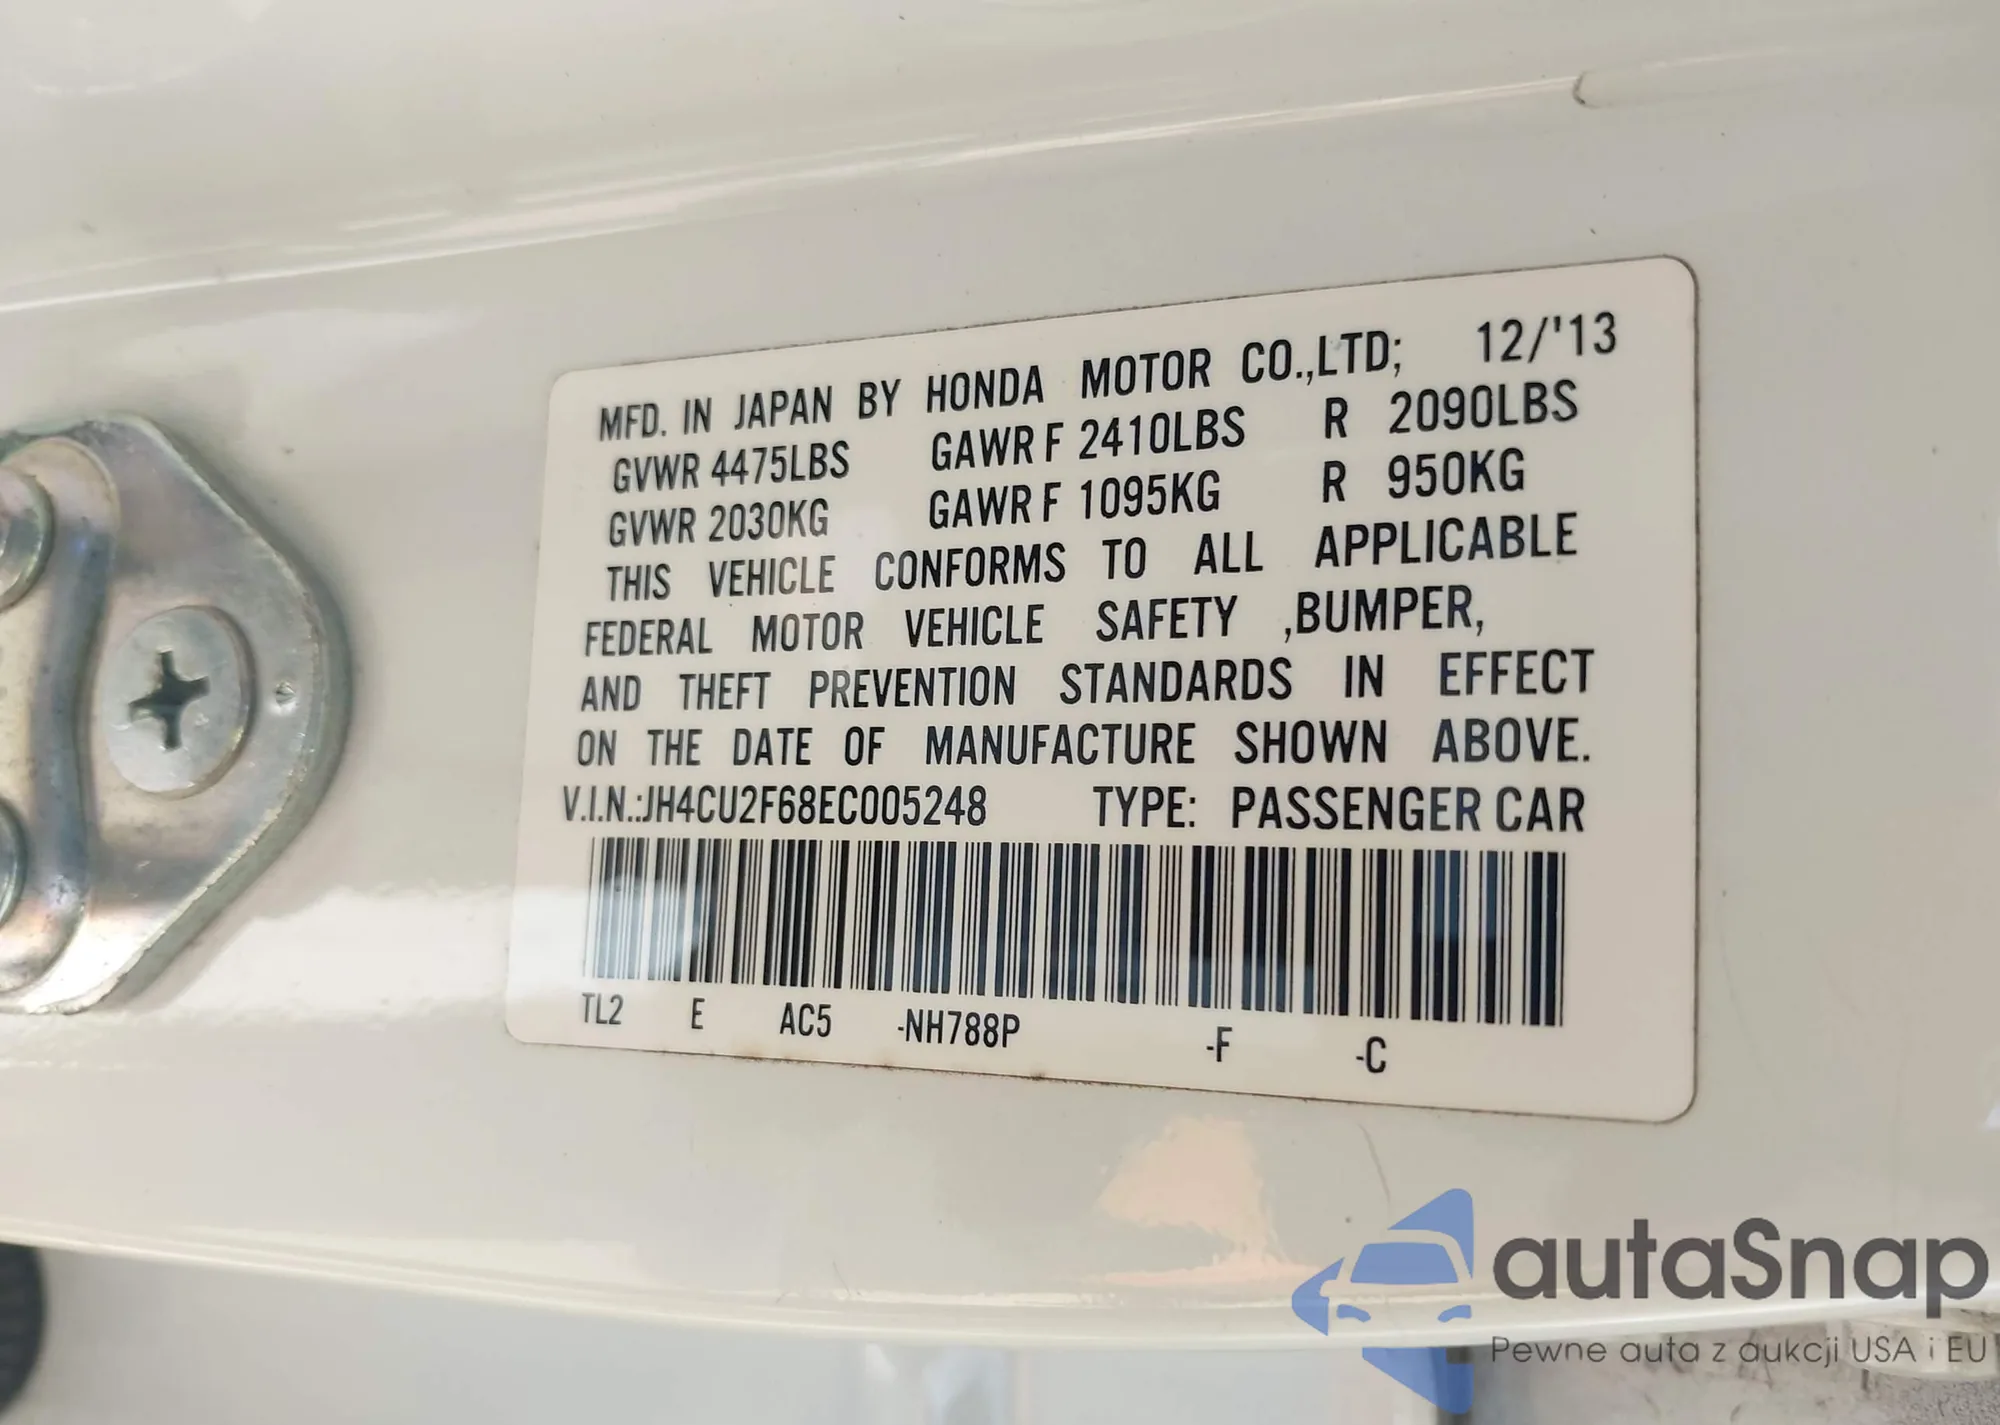 MFD. IN JAPAN BY HONDA MOTOR CO.,LTD; 12/'13
GVWR 4475LBS GAWR F 2410LBS R 2090LBS
GVWR 2030KG GAWR F 1095KG R 950KG
THIS VEHICLE CONFORMS TO ALL APPLICABLE
FEDERAL MOTOR VEHICLE SAFETY ,BUMPER,
AND THEFT PREVENTION STANDARDS IN EFFECT
ON THE DATE OF MANUFACTURE SHOWN ABOVE.
V.I.N.:JH4CU2F68EC005248 TYPE: PASSENGER CAR
TL2 E AC5 -NH788P -F -C
autaSnap
Pewne auta z aukcji USA i EU